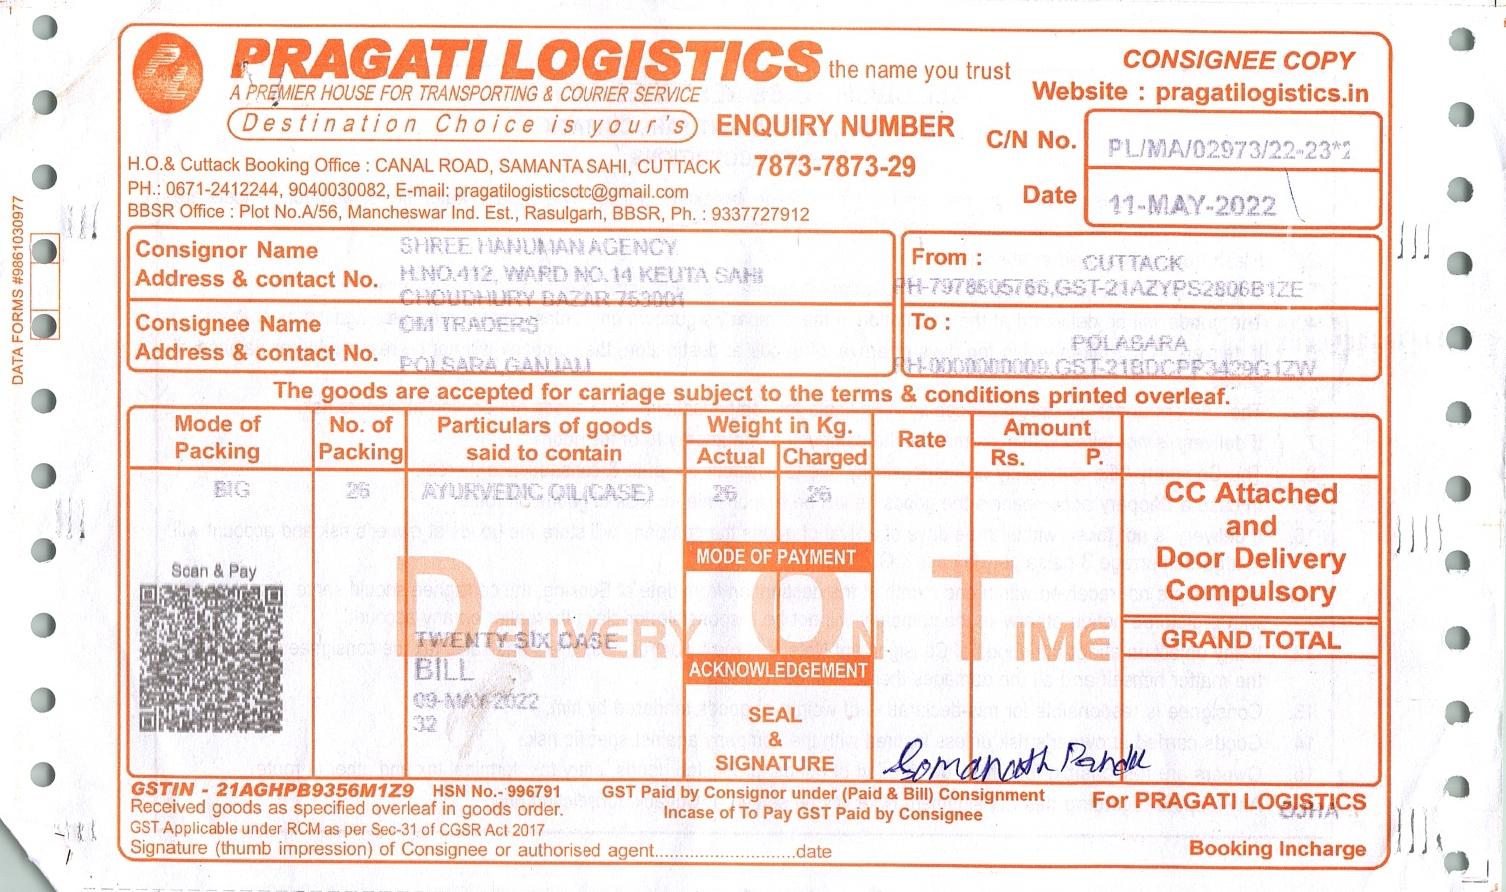 PRAGATI LOGISTICS the name you trust
A PREMIER HOUSE FOR TRANSPORTING & COURIER SERVICE
Destination Choice is your's
ENQUIRY NUMBER
7873-7873-29
CONSIGNEE COPY
Website : pragatilogistics.in
C/N No. PL/MA/02973/22-23*2
Date 11-MAY-2022
H.O.& Cuttack Booking Office : CANAL ROAD, SAMANTA SAHI, CUTTACK
PH.: 0671-2412244, 9040030082, E-mail: pragatilogisticsctc@gmail.com
BBSR Office : Plot No.A/56, Mancheswar Ind. Est., Rasulgarh, BBSR, Ph. : 9337727912
DATA FORMS #9861030977
Consignor Name SHREE HANUMAN AGENCY
Address & contact No. H.NO.412, WARD NO.14 KEUTA SAHI
CHOUDHURY BAZAR 753001
From : CUTTACK
PH-7978605766,GST-21AZYPS2806B1ZE
Consignee Name OM TRADERS
Address & contact No. POLSARA,GANJAM
To : POLASARA
PH-0000000009,GST-21BDCPP3429G1ZW
The goods are accepted for carriage subject to the terms & conditions printed overleaf.
Mode of Packing
No. of Packing
Particulars of goods said to contain
Weight in Kg.
Actual Charged
Rate
Amount
Rs. P.
BIG 26 AYURVEDIC OIL(CASE) 26 26
CC Attached
and
Door Delivery
Compulsory
GRAND TOTAL
MODE OF PAYMENT
Scan & Pay
DELIVERY ON TIME
TWENTY SIX CASE
BILL
09-MAY-2022
32
ACKNOWLEDGEMENT
SEAL
&
SIGNATURE
Somanath Panda
GSTIN - 21AGHPB9356M1Z9 HSN No.- 996791
Received goods as specified overleaf in goods order.
GST Applicable under RCM as per Sec-31 of CGSR Act 2017
Signature (thumb impression) of Consignee or authorised agent............................date
GST Paid by Consignor under (Paid & Bill) Consignment
Incase of To Pay GST Paid by Consignee
For PRAGATI LOGISTICS
OJHA
Booking Incharge